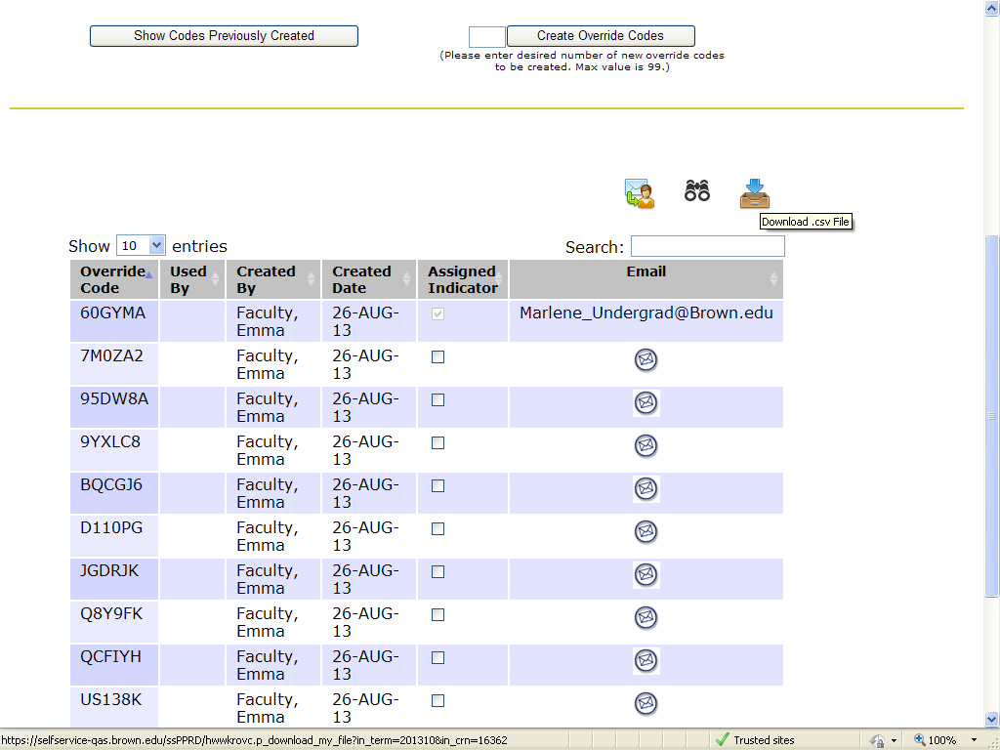 Show Codes Previously Created
Create Override Codes
(Please enter desired number of new override codes
to be created. Max value is 99.)
Download .csv File
Show 10 entries
Search:
Override Code Used By Created By Created Date Assigned Indicator Email
60GYMA Faculty, Emma 26-AUG-13 Marlene_Undergrad@Brown.edu
7M0ZA2 Faculty, Emma 26-AUG-13
95DW8A Faculty, Emma 26-AUG-13
9YXLC8 Faculty, Emma 26-AUG-13
BQCGJ6 Faculty, Emma 26-AUG-13
D110PG Faculty, Emma 26-AUG-13
JGDRJK Faculty, Emma 26-AUG-13
Q8Y9FK Faculty, Emma 26-AUG-13
QCFIYH Faculty, Emma 26-AUG-13
US138K Faculty, Emma 26-AUG-13
https://selfservice-qas.brown.edu/ssPPRD/hwwkrovc.p_download_my_file?in_term=201310&in_crn=16362
Trusted sites
100%